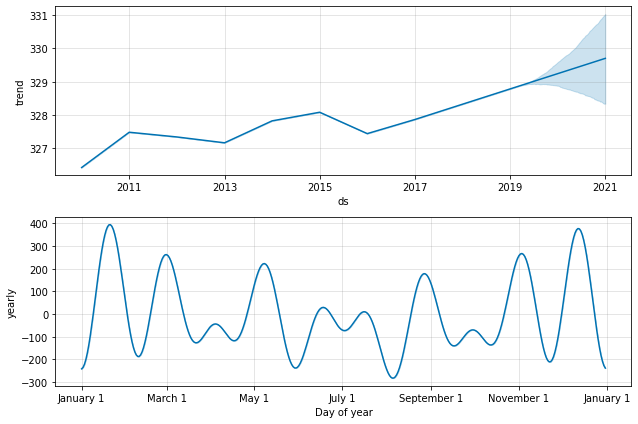 331
330
329
328
327
trend
2011
2013
2015
2017
2019
2021
ds
400
300
200
100
0
−100
−200
−300
yearly
January 1
March 1
May 1
July 1
September 1
November 1
January 1
Day of year